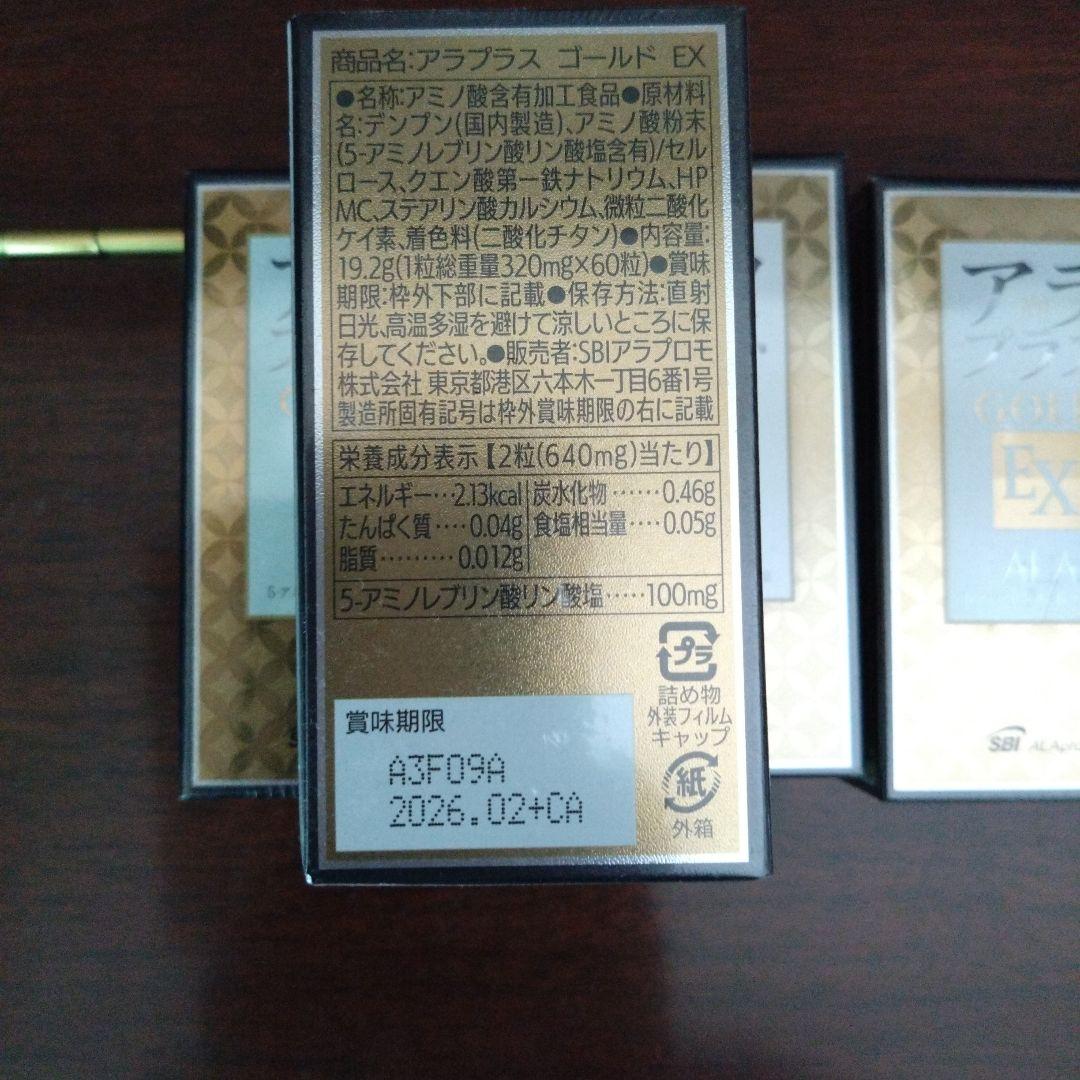 商品名:アラプラス ゴールド EX
●名称:アミノ酸含有加工食品●原材料
名:デンプン(国内製造)、アミノ酸粉末
(5-アミノレブリン酸リン酸塩含有)/セル
ロース、クエン酸第一鉄ナトリウム、HP
MC、ステアリン酸カルシウム、微粒二酸化
ケイ素、着色料(二酸化チタン)●内容量:
19.2g(1粒総重量320mg×60粒)●賞味
期限:枠外下部に記載●保存方法:直射
日光、高温多湿を避けて涼しいところに保
存してください。●販売者:SBIアラプロモ
株式会社 東京都港区六本木一丁目6番1号
製造所固有記号は枠外賞味期限の右に記載
栄養成分表示【2粒(640mg)当たり】
エネルギー…2.13kcal 炭水化物……0.46g
たんぱく質…‥0.04g 食塩相当量…‥0.05g
脂質………0.012g
5-アミノレブリン酸リン酸塩……100mg
プラ
詰め物
外装フィルム
キャップ
紙
外箱
賞味期限
A3F09A
2026.02+CA
アラ
プラ
GOL
EX
ALA
SBI ALAplu